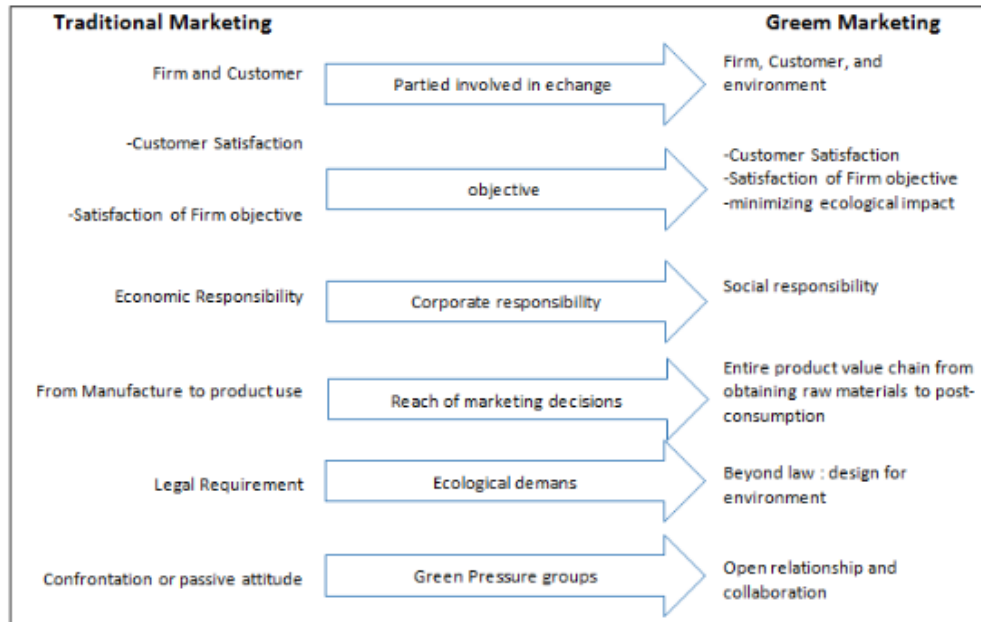 Traditional Marketing
Greem Marketing
Firm and Customer
Partied involved in echange
Firm, Customer, and
environment
-Customer Satisfaction
-Satisfaction of Firm objective
objective
-Customer Satisfaction
-Satisfaction of Firm objective
-minimizing ecological impact
Economic Responsibility
Corporate responsibility
Social responsibility
From Manufacture to product use
Reach of marketing decisions
Entire product value chain from
obtaining raw materials to post-
consumption
Legal Requirement
Ecological demans
Beyond law : design for
environment
Confrontation or passive attitude
Green Pressure groups
Open relationship and
collaboration